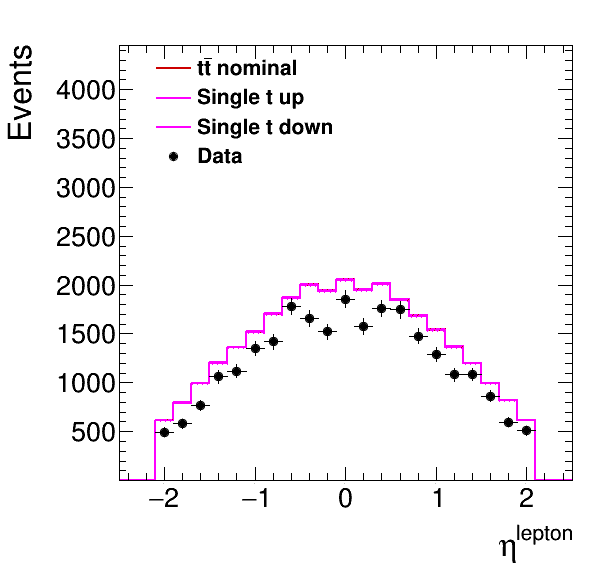 Events
tt̄ nominal
Single t up
Single t down
Data
4000
3500
3000
2500
2000
1500
1000
500
−2 −1 0 1 2
η^lepton